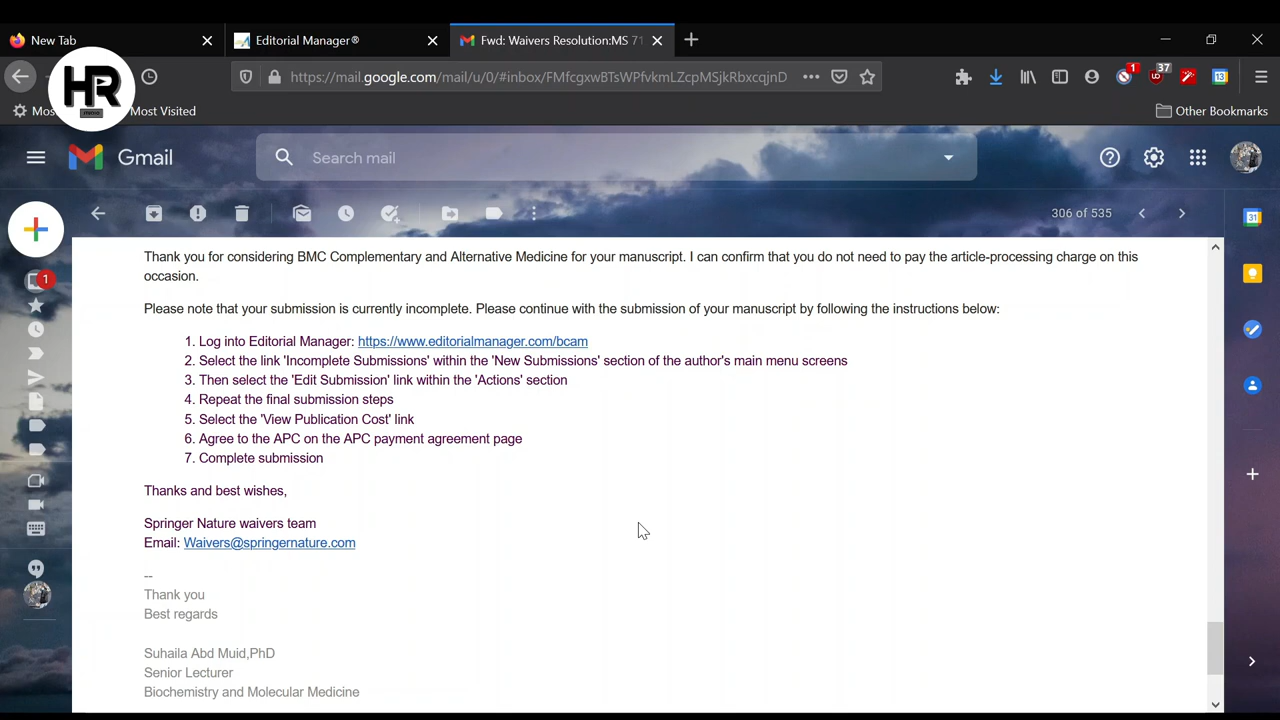 New Tab
Editorial Manager®
Fwd: Waivers Resolution:MS 71
HR
https://mail.google.com/mail/u/0/#inbox/FMfcgxwBTsWPfvkmLZcpMSjkRbxcqjnD
1
37
13
Most Visited
Other Bookmarks
Gmail
Search mail
306 of 535
31
1
Thank you for considering BMC Complementary and Alternative Medicine for your manuscript. I can confirm that you do not need to pay the article-processing charge on this
occasion.
Please note that your submission is currently incomplete. Please continue with the submission of your manuscript by following the instructions below:
1. Log into Editorial Manager: https://www.editorialmanager.com/bcam
2. Select the link 'Incomplete Submissions' within the 'New Submissions' section of the author's main menu screens
3. Then select the 'Edit Submission' link within the 'Actions' section
4. Repeat the final submission steps
5. Select the 'View Publication Cost' link
6. Agree to the APC on the APC payment agreement page
7. Complete submission
Thanks and best wishes,
Springer Nature waivers team
Email: Waivers@springernature.com
--
Thank you
Best regards
Suhaila Abd Muid,PhD
Senior Lecturer
Biochemistry and Molecular Medicine